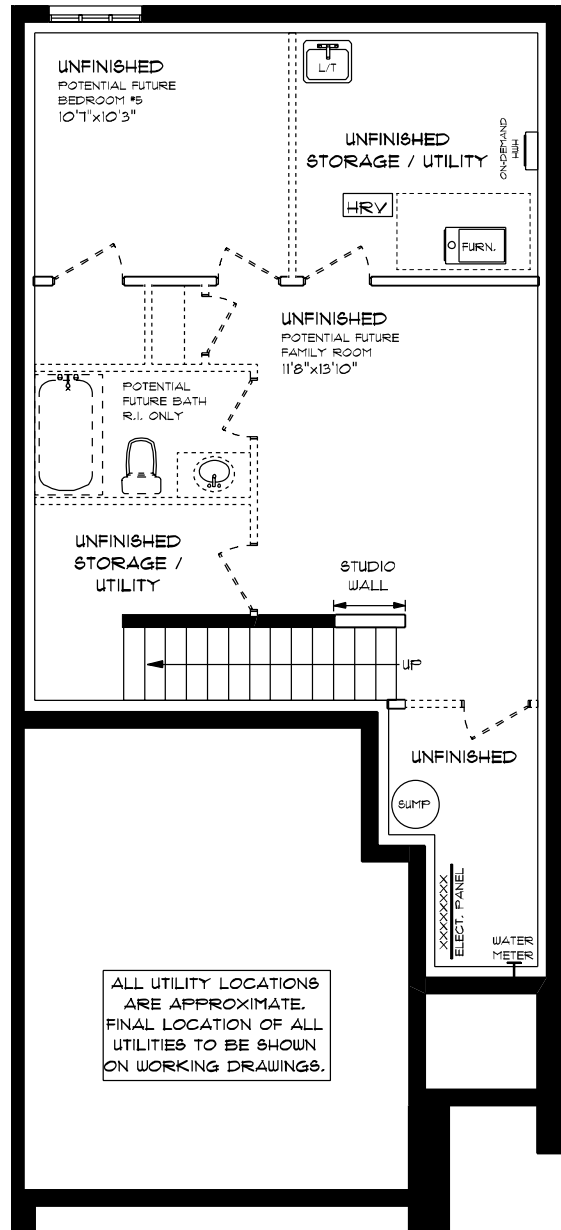 UNFINISHED
POTENTIAL FUTURE
BEDROOM #5
10'7"x10'3"
L/T
UNFINISHED
STORAGE / UTILITY
ON-DEMAND
HWH
HRV
FURN.
UNFINISHED
POTENTIAL FUTURE
FAMILY ROOM
11'8"x13'10"
POTENTIAL
FUTURE BATH
R.I. ONLY
UNFINISHED
STORAGE /
UTILITY
STUDIO
WALL
UP
UNFINISHED
SUMP
XXXXXXXXX
ELECT. PANEL
WATER
METER
ALL UTILITY LOCATIONS
ARE APPROXIMATE.
FINAL LOCATION OF ALL
UTILITIES TO BE SHOWN
ON WORKING DRAWINGS.